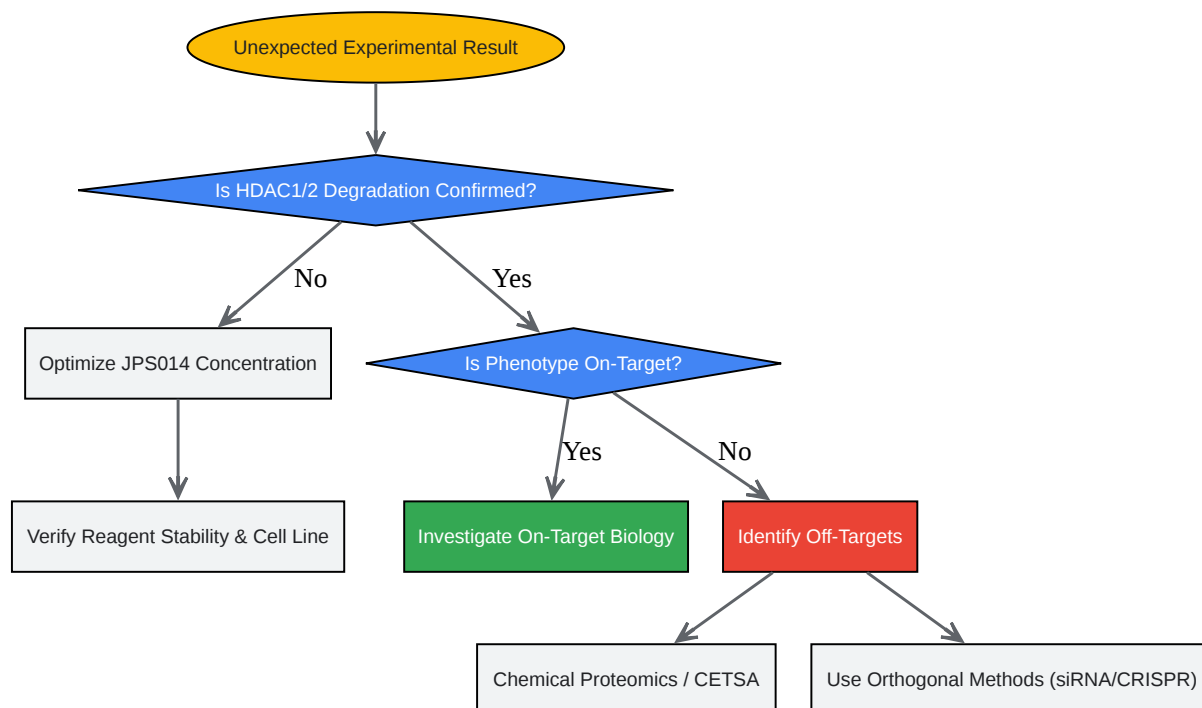 Unexpected Experimental Result
Is HDAC1/2 Degradation Confirmed?
No
Yes
Optimize JPS014 Concentration
Is Phenotype On-Target?
Yes
No
Verify Reagent Stability & Cell Line
Investigate On-Target Biology
Identify Off-Targets
Chemical Proteomics / CETSA
Use Orthogonal Methods (siRNA/CRISPR)